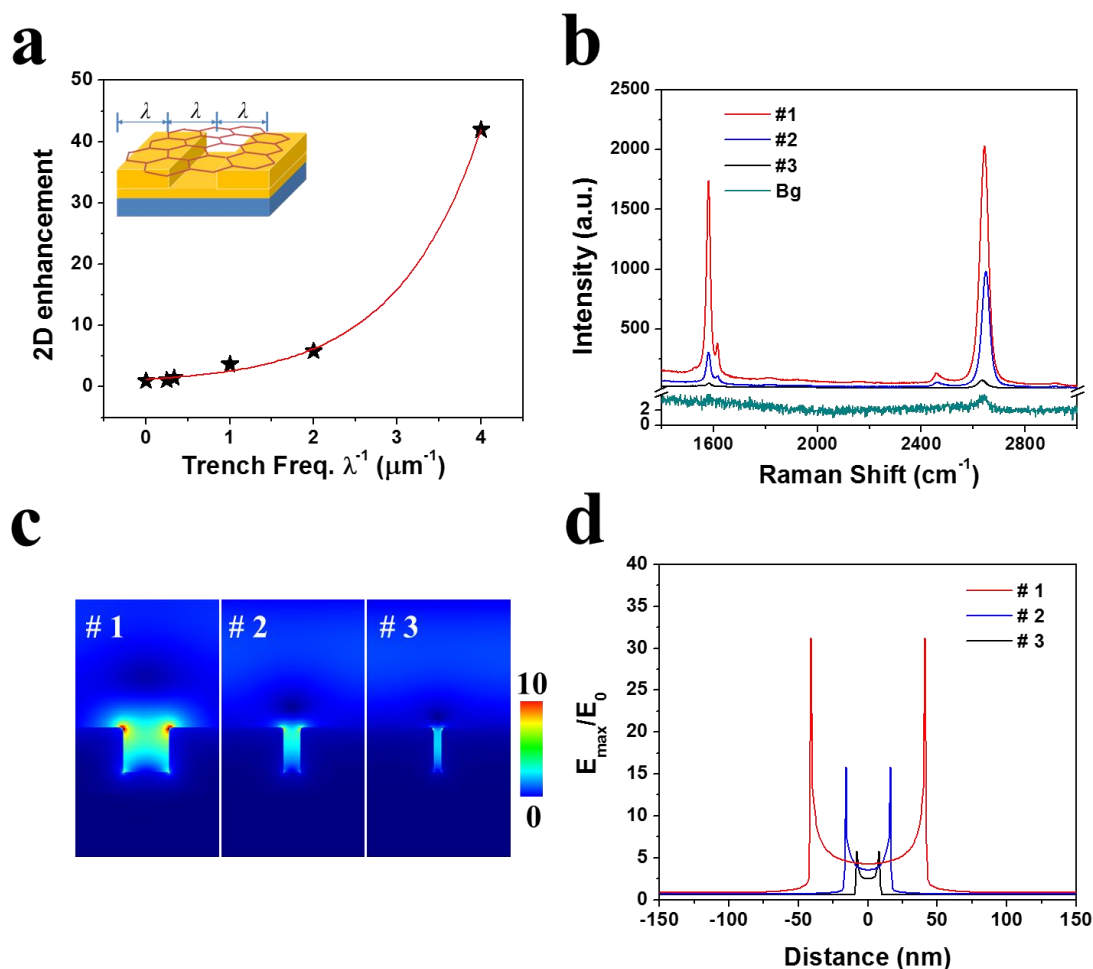 a
50
40
30
20
10
0
2D enhancement
λ λ λ
0 1 2 3 4
Trench Freq. λ⁻¹ (μm⁻¹)
b
2500
2000
1500
1000
500
2
0
Intensity (a.u.)
#1
#2
#3
Bg
1600 2000 2400 2800
Raman Shift (cm⁻¹)
c
# 1 # 2 # 3
10
0
d
40
35
30
25
20
15
10
5
0
E_max/E_0
# 1
# 2
# 3
-150 -100 -50 0 50 100 150
Distance (nm)